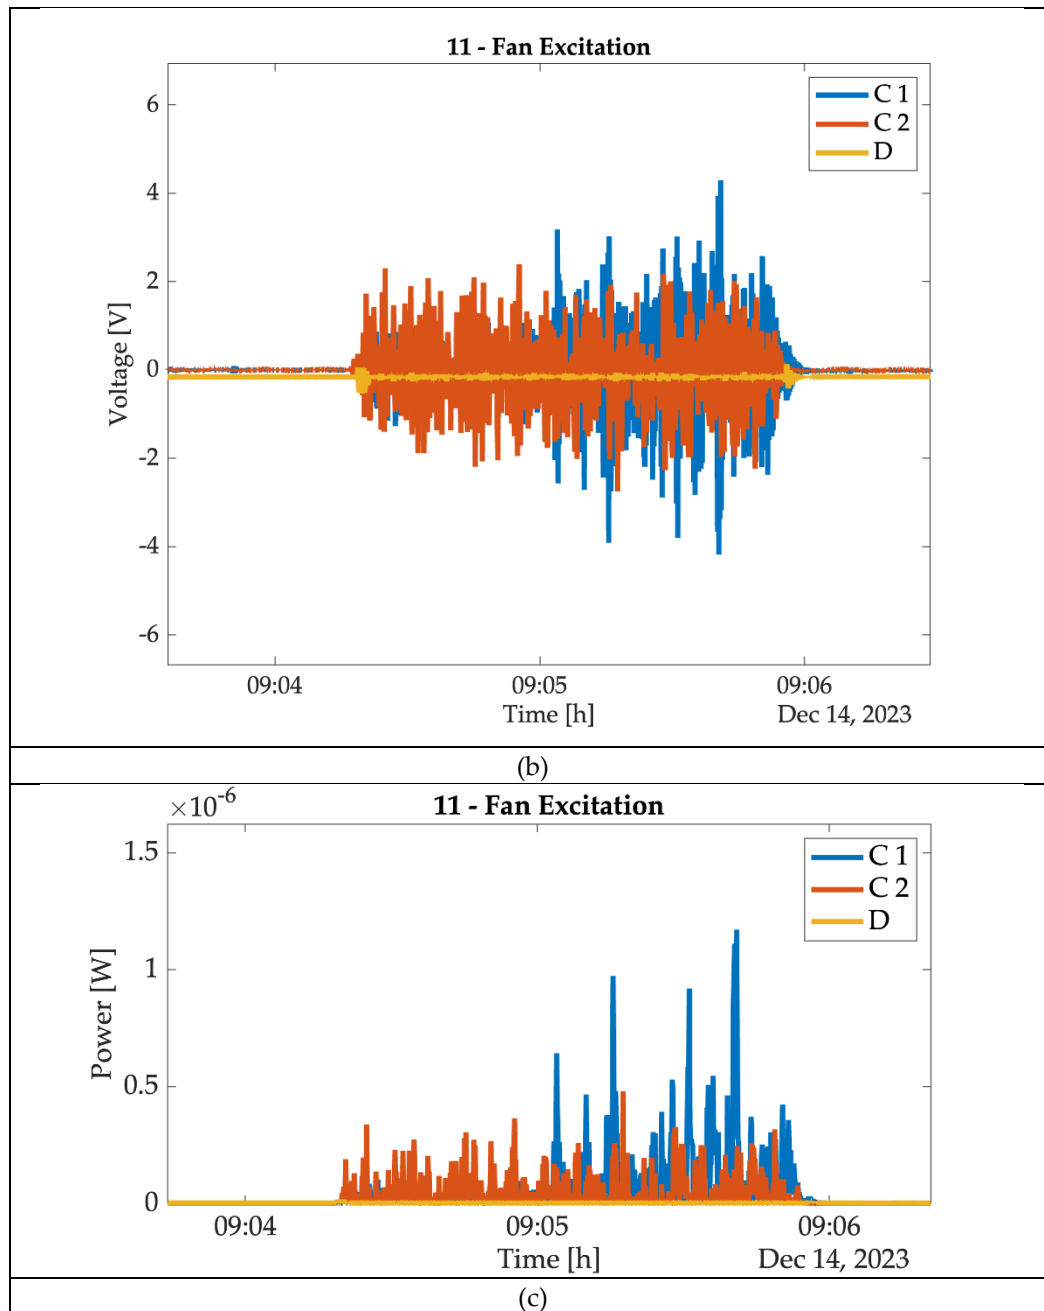 11 - Fan Excitation
C 1
C 2
D
6
4
2
0
-2
-4
-6
Voltage [V]
09:04 09:05 09:06
Time [h] Dec 14, 2023
(b)
×10-6 11 - Fan Excitation
C 1
C 2
D
1.5
1
0.5
0
Power [W]
09:04 09:05 09:06
Time [h] Dec 14, 2023
(c)